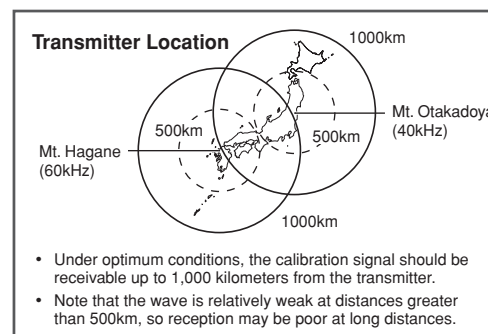 Transmitter Location
1000km
500km
Mt. Otakadoya
(40kHz)
500km
Mt. Hagane
(60kHz)
1000km
• Under optimum conditions, the calibration signal should be
receivable up to 1,000 kilometers from the transmitter.
• Note that the wave is relatively weak at distances greater
than 500km, so reception may be poor at long distances.